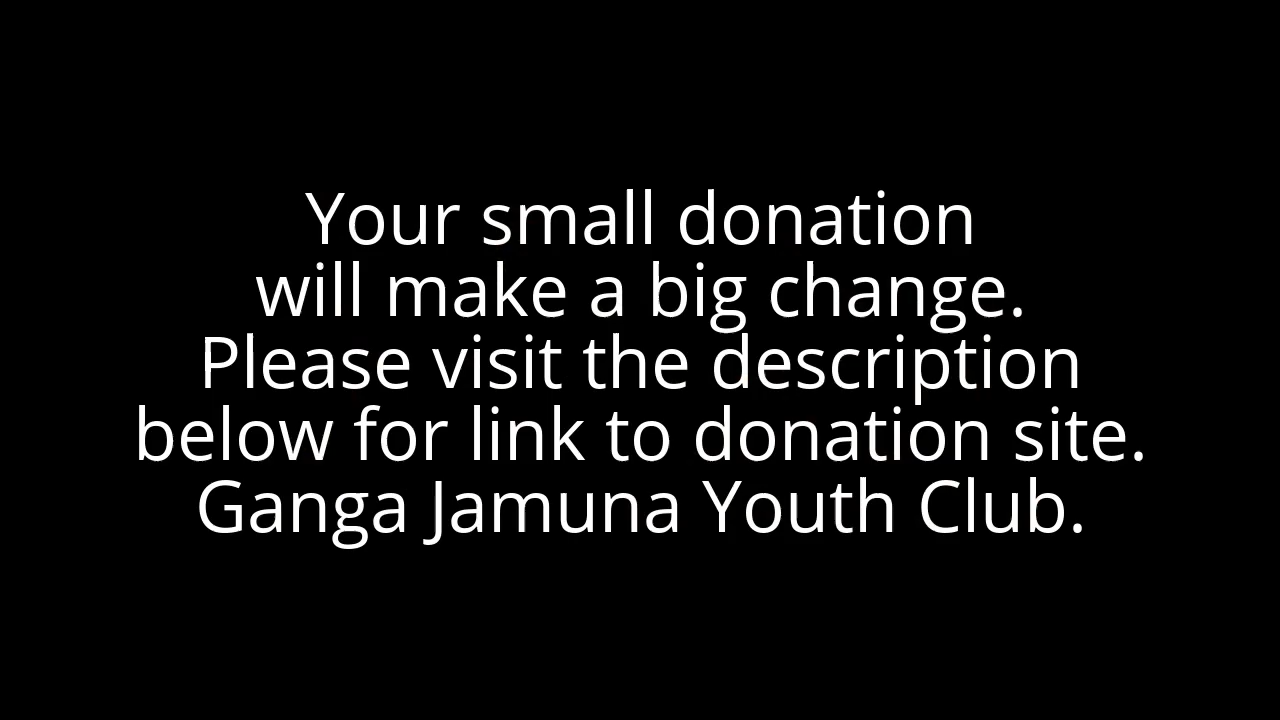 Your small donation
will make a big change.
Please visit the description
below for link to donation site.
Ganga Jamuna Youth Club.